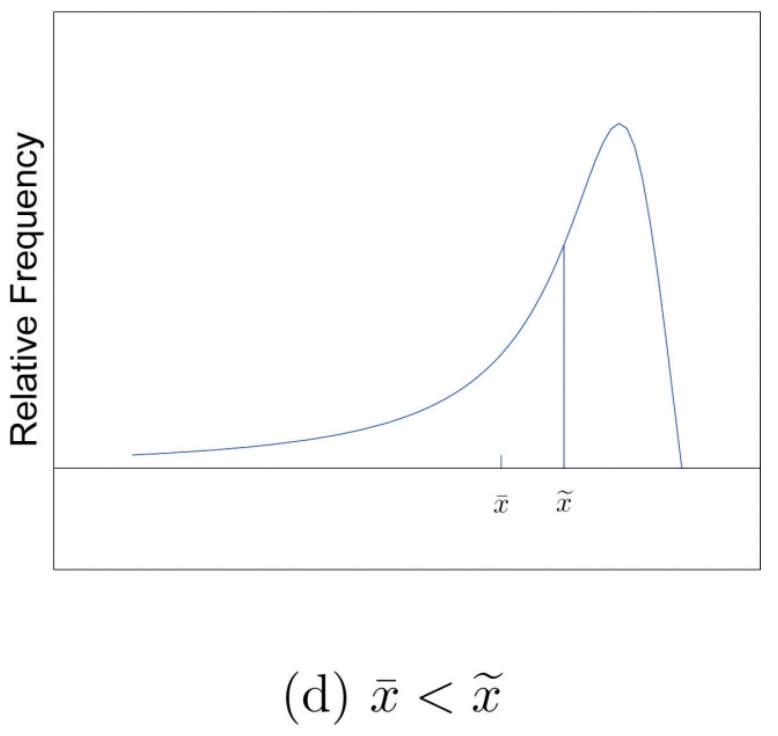 Relative Frequency
x̄ x̃
(d) x̄ < x̃